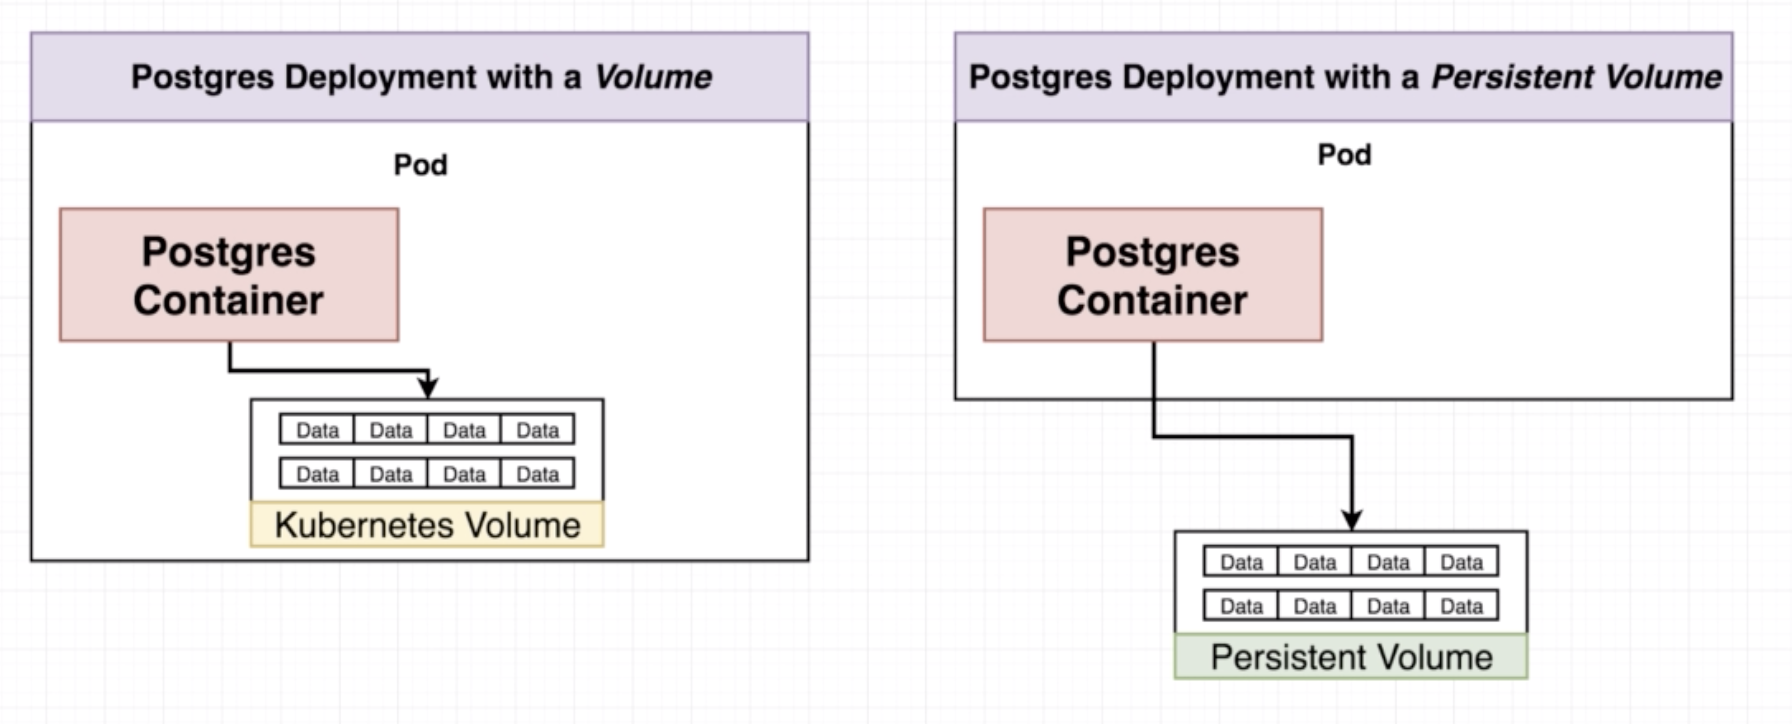 Postgres Deployment with a Volume
Pod
Postgres
Container
Data Data Data Data
Data Data Data Data
Kubernetes Volume
Postgres Deployment with a Persistent Volume
Pod
Postgres
Container
Data Data Data Data
Data Data Data Data
Persistent Volume